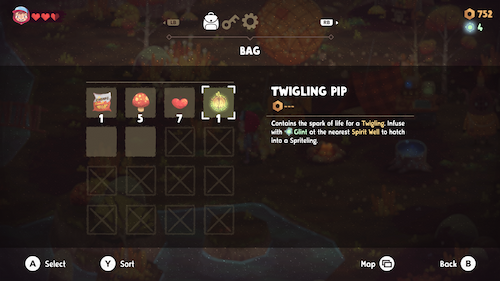 LB
RB
752
4
BAG
TWIGLING PIP
---
1
5
7
1
Contains the spark of life for a Twigling. Infuse
with Glint at the nearest Spirit Well to hatch
into a Spriteling.
A Select
Y Sort
Map
Back B